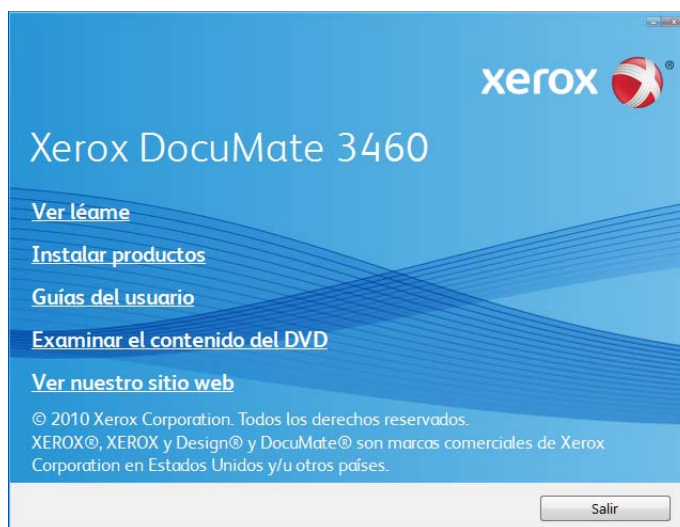 xerox ®
Xerox DocuMate 3460
Ver léame
Instalar productos
Guías del usuario
Examinar el contenido del DVD
Ver nuestro sitio web
© 2010 Xerox Corporation. Todos los derechos reservados.
XEROX®, XEROX y Design® y DocuMate® son marcas comerciales de Xerox
Corporation en Estados Unidos y/u otros países.
Salir